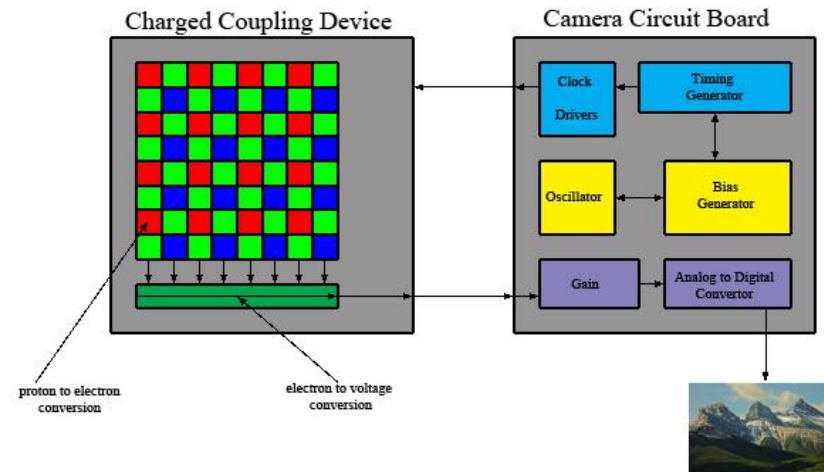 Charged Coupling Device
Camera Circuit Board
Clock
Drivers
Timing
Generator
Oscillator
Bias
Generator
Gain
Analog to Digital
Convertor
proton to electron
conversion
electron to voltage
conversion